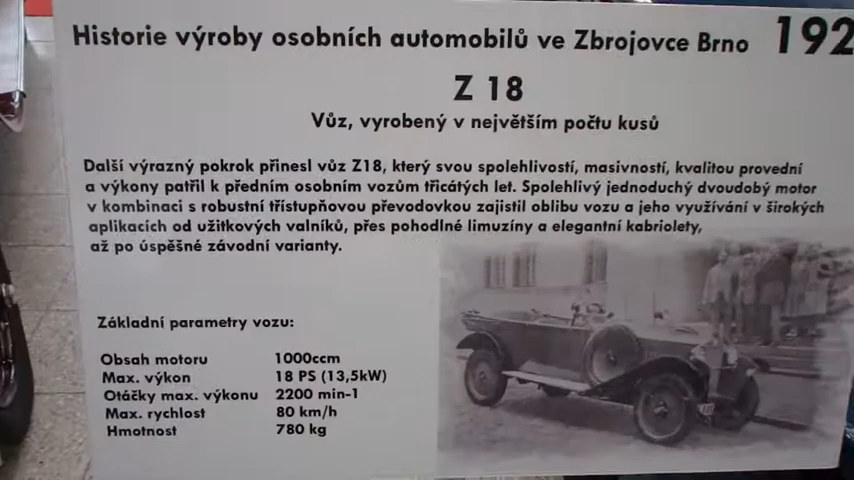 Historie výroby osobních automobilů ve Zbrojovce Brno 192
Z 18
Vůz, vyrobený v největším počtu kusů
Další výrazný pokrok přinesl vůz Z18, který svou spolehlivostí, masivností, kvalitou provední
a výkony patřil k předním osobním vozům třicátých let. Spolehlivý jednoduchý dvoudobý motor
v kombinaci s robustní třístupňovou převodovkou zajistil oblibu vozu a jeho využívání v širokých
aplikacích od užitkových valníků, přes pohodlné limuziny a elegantní kabriolety,
až po úspěšné závodní varianty.
Základní parametry vozu:
Obsah motoru 1000ccm
Max. výkon 18 PS (13,5kW)
Otáčky max. výkonu 2200 min-1
Max. rychlost 80 km/h
Hmotnost 780 kg